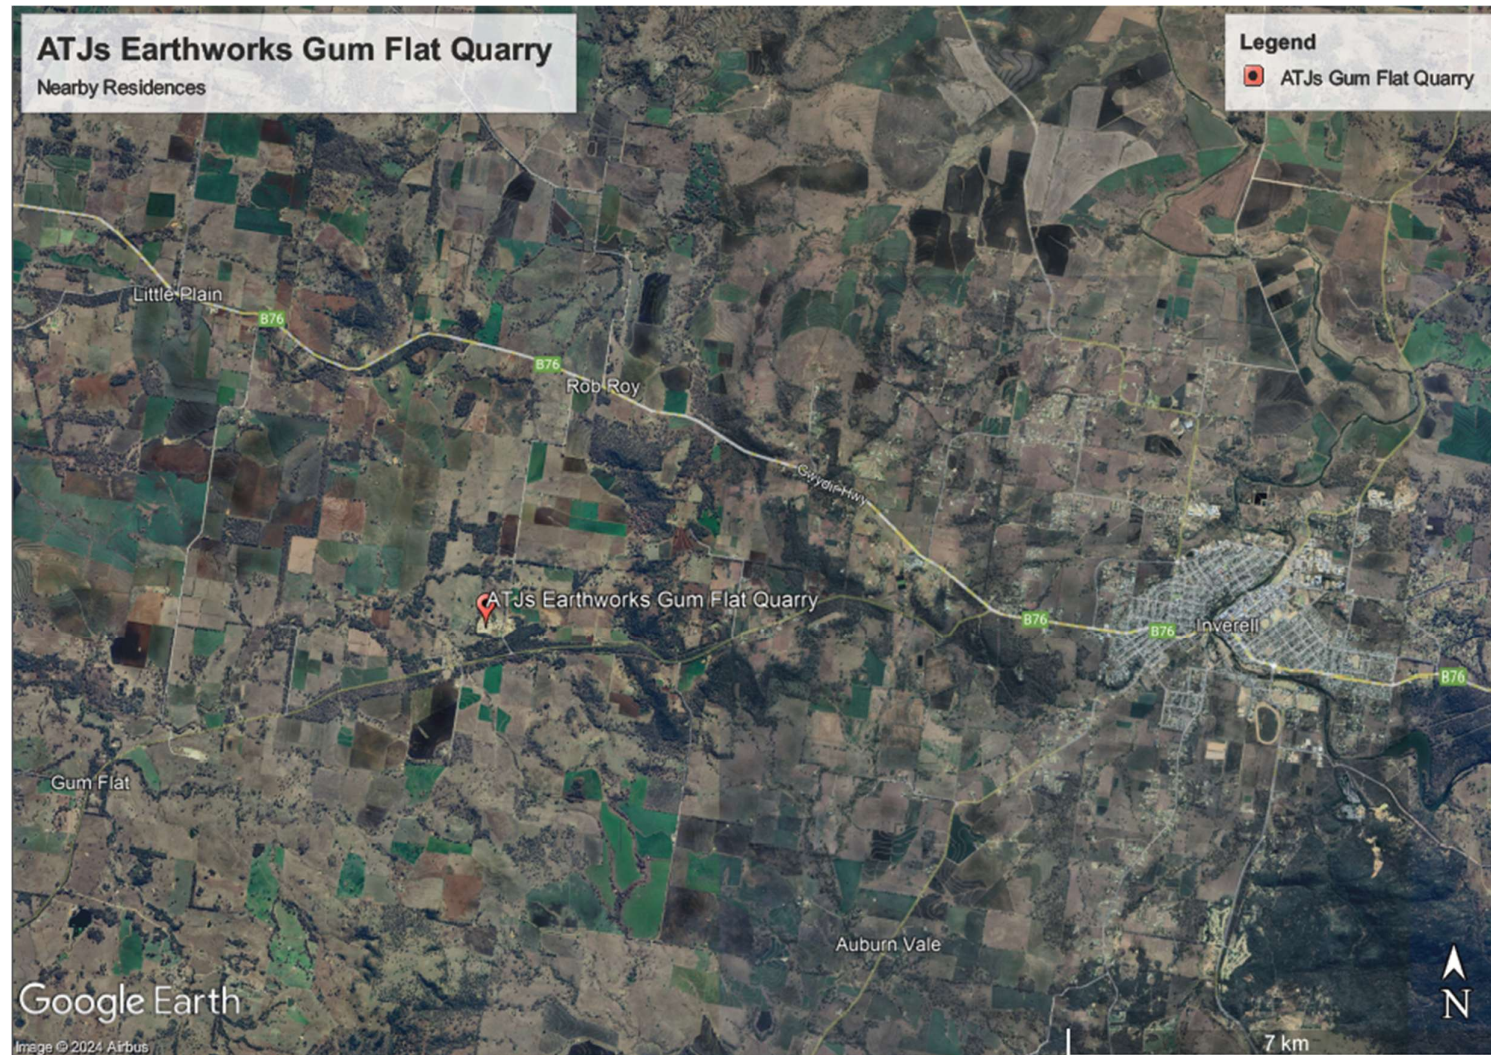 ATJs Earthworks Gum Flat Quarry
Nearby Residences
Legend
ATJs Gum Flat Quarry
Little Plain
B76
B76
Rob Roy
Gwydir Hwy
ATJs Earthworks Gum Flat Quarry
B76
B76
Inverell
B76
Gum Flat
Auburn Vale
Google Earth
N
Image © 2024 Airbus
7 km